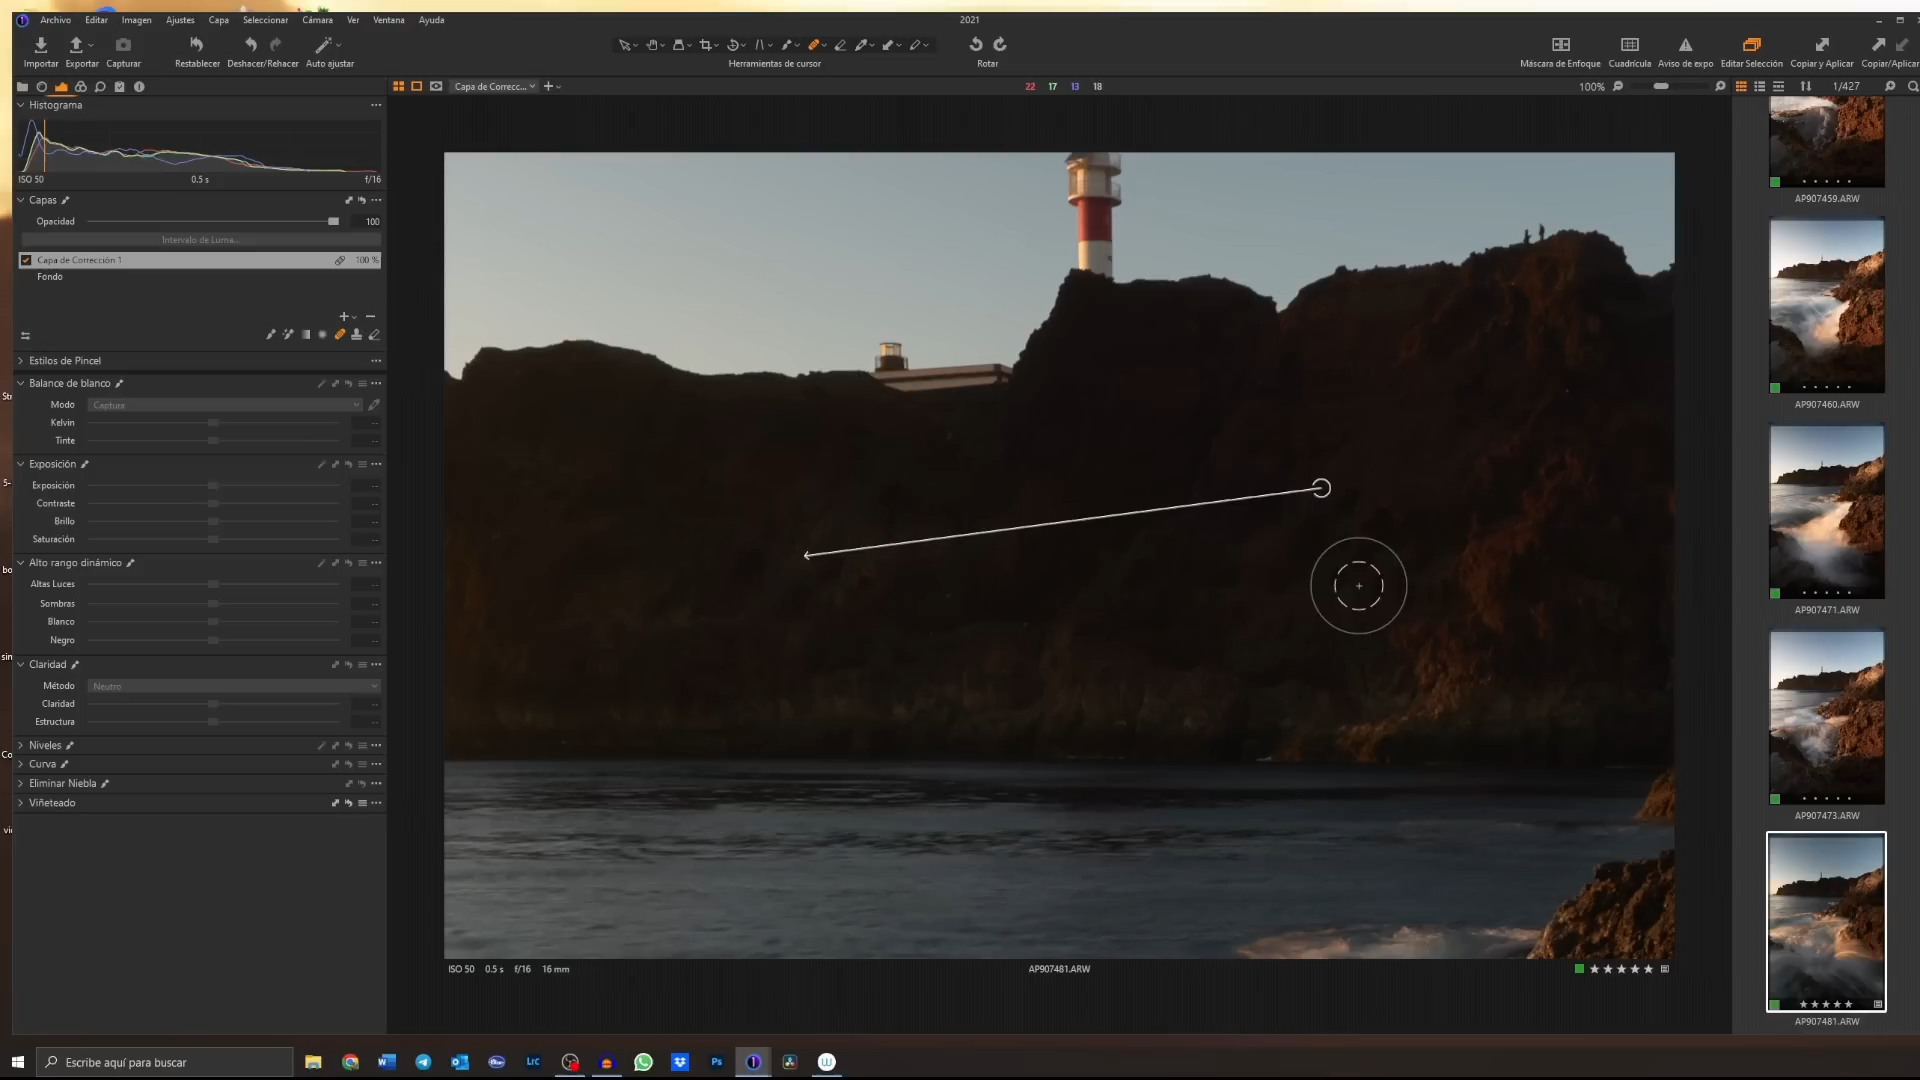 Archivo Editar Imagen Ajustes Capa Seleccionar Cámara Ver Ventana Ayuda
2021
Importar Exportar Capturar Restablecer Deshacer/Rehacer Auto ajustar
Herramientas de cursor
Rotar
Máscara de Enfoque Cuadrícula Aviso de expo Editar Selección Copiar y Aplicar Copiar/Aplicar
Capa de Correcc...
22 17 13 18
100%
1/427
Histograma
ISO 50 0.5 s f/16
Capas
Opacidad 100
Intervalo de Luma...
Capa de Corrección 1 100 %
Fondo
Estilos de Pincel
Balance de blanco
Modo Captura
Kelvin --
Tinte --
Exposición
Exposición --
Contraste --
Brillo --
Saturación --
Alto rango dinámico
Altas Luces --
Sombras --
Blanco --
Negro --
Claridad
Método Neutro
Claridad --
Estructura --
Niveles
Curva
Eliminar Niebla
Viñeteado
ISO 50 0.5 s f/16 16 mm
AP907481.ARW
AP907459.ARW
AP907460.ARW
AP907471.ARW
AP907473.ARW
AP907481.ARW
Escribe aquí para buscar
LrC
Ps